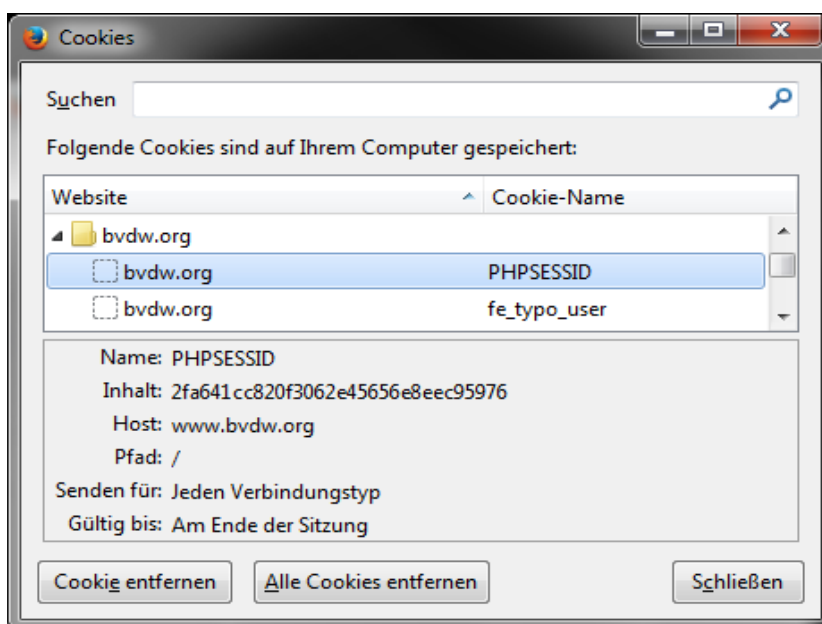 Cookies
Suchen
Folgende Cookies sind auf Ihrem Computer gespeichert:
Website Cookie-Name
bvdw.org
bvdw.org PHPSESSID
bvdw.org fe_typo_user
Name: PHPSESSID
Inhalt: 2fa641cc820f3062e45656e8eec95976
Host: www.bvdw.org
Pfad: /
Senden für: Jeden Verbindungstyp
Gültig bis: Am Ende der Sitzung
Cookie entfernen Alle Cookies entfernen Schließen